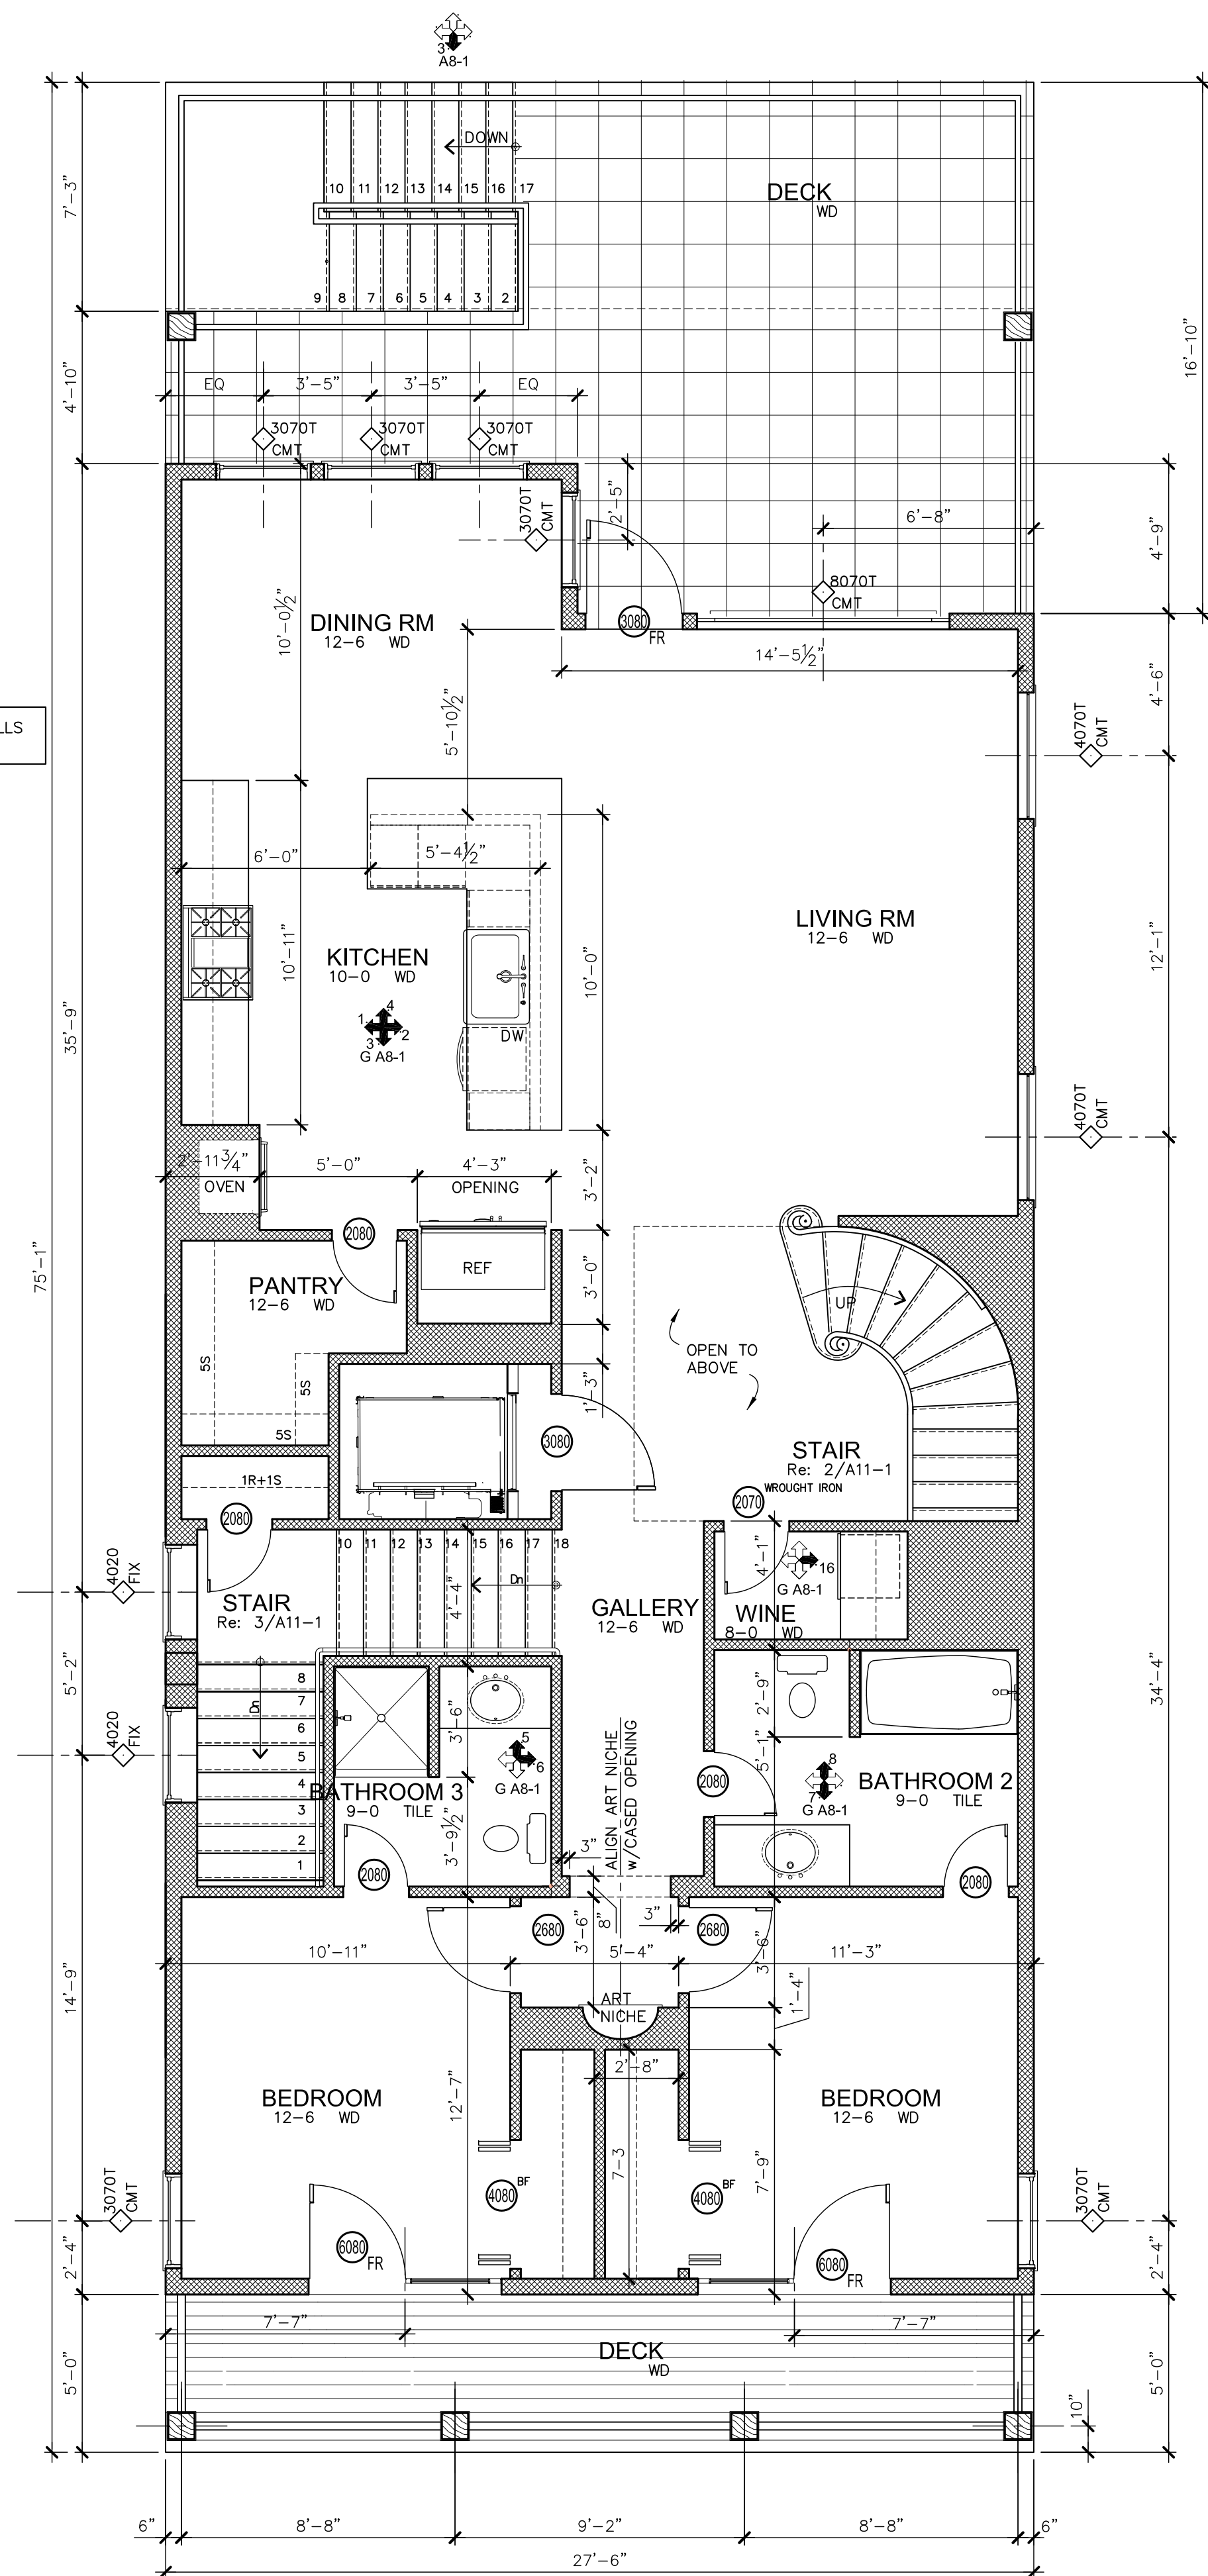 3
A8-1
DOWN
DECK
WD
10 11 12 13 14 15 16 17
9 8 7 6 5 4 3 2
7'-3"
4'-10"
16'-10"
EQ 3'-5" 3'-5" EQ
3070T
CMT
3070T
CMT
3070T
CMT
3070T
CMT
2'-5"
6'-8"
4'-9"
8070T
CMT
3080
FR
DINING RM
12-6 WD
10'-0½"
14'-5½"
4'-6"
5'-10½"
LLS
4070T
CMT
6'-0"
5'-4½"
LIVING RM
12-6 WD
KITCHEN
10-0 WD
10'-11"
10'-0"
12'-1"
1 4
3 2
G A8-1
DW
35'-9"
4070T
CMT
2'-11¾"
OVEN
5'-0"
4'-3"
OPENING
3'-2"
2080
75'-1"
PANTRY
12-6 WD
REF
3'-0"
UP
OPEN TO
ABOVE
5S
5S
5S
1'-3"
3080
STAIR
Re: 2/A11-1
WROUGHT IRON
1R+1S
2080
2070
10 11 12 13 14 15 16 17 18
4020
FIX
STAIR
Re: 3/A11-1
4'-4"
Dn
GALLERY
12-6 WD
4'-1"
16
G A8-1
WINE
8-0 WD
5'-2"
34'-4"
8
7
6
5
4
3
2
1
Dn
4020
FIX
3'-6"
5
6
G A8-1
BATHROOM 3
9-0 TILE
3'-9½"
2080
3"
ALIGN ART NICHE
w/CASED OPENING
2'-9"
5'-1"
2080
8
7
G A8-1
BATHROOM 2
9-0 TILE
2080
14'-9"
10'-11"
2680
3'-6"
8"
3"
5'-4"
2680
3'-6"
11'-3"
1'-4"
ART
NICHE
2'-8"
BEDROOM
12-6 WD
12'-7"
BEDROOM
12-6 WD
7-3
7'-9"
4080
BF
4080
BF
3070T
CMT
3070T
CMT
6080
FR
6080
FR
2'-4"
2'-4"
7'-7"
7'-7"
DECK
WD
5'-0"
5'-0"
10"
6" 8'-8" 9'-2" 8'-8" 6"
27'-6"